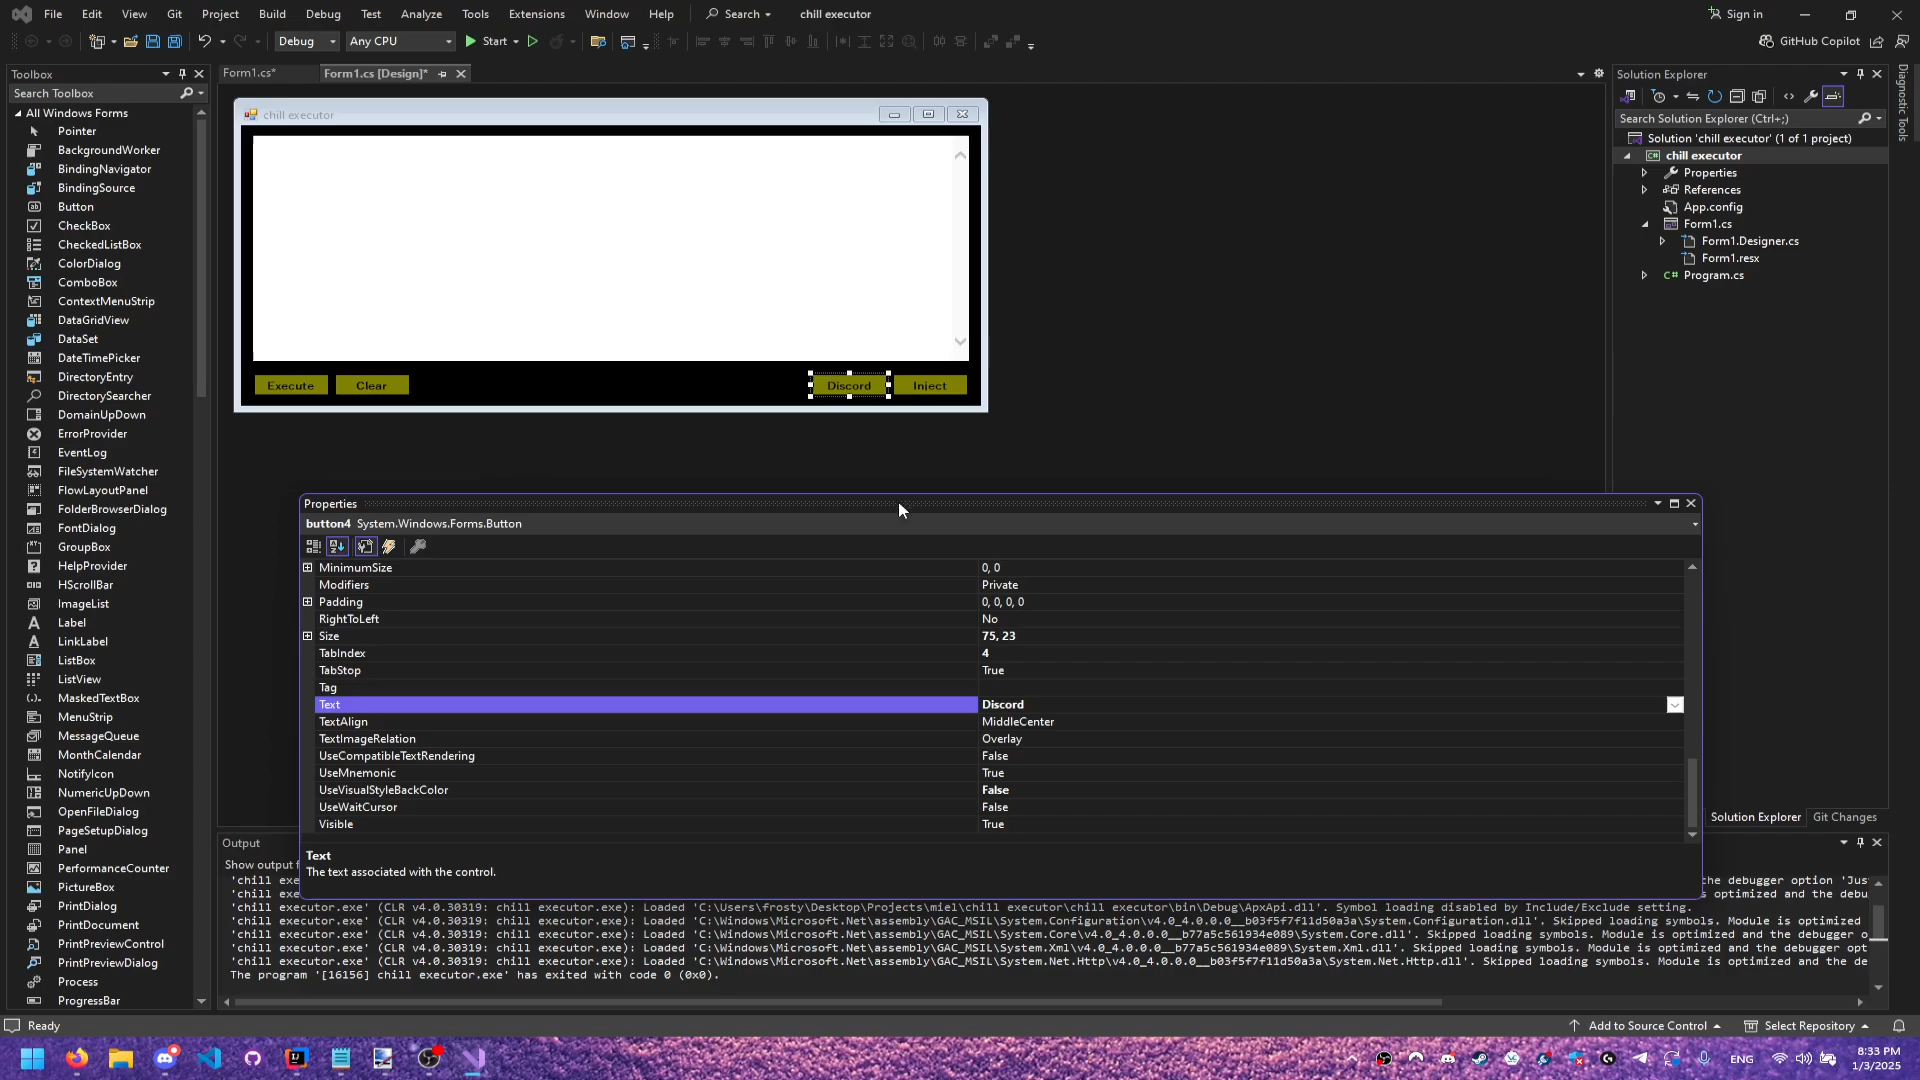 File Edit View Git Project Build Debug Test Analyze Tools Extensions Window Help Search chill executor Sign in
Debug Any CPU Start GitHub Copilot
Toolbox
Search Toolbox
All Windows Forms
Pointer
BackgroundWorker
BindingNavigator
BindingSource
Button
CheckBox
CheckedListBox
ColorDialog
ComboBox
ContextMenuStrip
DataGridView
DataSet
DateTimePicker
DirectoryEntry
DirectorySearcher
DomainUpDown
ErrorProvider
EventLog
FileSystemWatcher
FlowLayoutPanel
FolderBrowserDialog
FontDialog
GroupBox
HelpProvider
HScrollBar
ImageList
Label
LinkLabel
ListBox
ListView
MaskedTextBox
MenuStrip
MessageQueue
MonthCalendar
NotifyIcon
NumericUpDown
OpenFileDialog
PageSetupDialog
Panel
PerformanceCounter
PictureBox
PrintDialog
PrintDocument
PrintPreviewControl
PrintPreviewDialog
Process
ProgressBar
Form1.cs* Form1.cs [Design]*
chill executor
Execute Clear Discord Inject
Properties
button4 System.Windows.Forms.Button
MinimumSize 0, 0
Modifiers Private
Padding 0, 0, 0, 0
RightToLeft No
Size 75, 23
TabIndex 4
TabStop True
Tag
Text Discord
TextAlign MiddleCenter
TextImageRelation Overlay
UseCompatibleTextRendering False
UseMnemonic True
UseVisualStyleBackColor False
UseWaitCursor False
Visible True
Text
The text associated with the control.
Solution Explorer
Search Solution Explorer (Ctrl+;)
Solution 'chill executor' (1 of 1 project)
chill executor
Properties
References
App.config
Form1.cs
Form1.Designer.cs
Form1.resx
Program.cs
Solution Explorer Git Changes
Diagnostic Tools
Output
Show output f
'chill exe the debugger option 'Jus
'chill exe s optimized and the debu
'chill executor.exe' (CLR v4.0.30319: chill executor.exe): Loaded 'C:\Users\frosty\Desktop\Projects\miel\chill executor\chill executor\bin\Debug\ApxApi.dll'. Symbol loading disabled by Include/Exclude setting.
'chill executor.exe' (CLR v4.0.30319: chill executor.exe): Loaded 'C:\Windows\Microsoft.Net\assembly\GAC_MSIL\System.Configuration\v4.0_4.0.0.0__b03f5f7f11d50a3a\System.Configuration.dll'. Skipped loading symbols. Module is optimized
'chill executor.exe' (CLR v4.0.30319: chill executor.exe): Loaded 'C:\Windows\Microsoft.Net\assembly\GAC_MSIL\System.Core\v4.0_4.0.0.0__b77a5c561934e089\System.Core.dll'. Skipped loading symbols. Module is optimized and the debugger o
'chill executor.exe' (CLR v4.0.30319: chill executor.exe): Loaded 'C:\Windows\Microsoft.Net\assembly\GAC_MSIL\System.Xml\v4.0_4.0.0.0__b77a5c561934e089\System.Xml.dll'. Skipped loading symbols. Module is optimized and the debugger opt
'chill executor.exe' (CLR v4.0.30319: chill executor.exe): Loaded 'C:\Windows\Microsoft.Net\assembly\GAC_MSIL\System.Net.Http\v4.0_4.0.0.0__b03f5f7f11d50a3a\System.Net.Http.dll'. Skipped loading symbols. Module is optimized and the de
The program '[16156] chill executor.exe' has exited with code 0 (0x0).
Ready Add to Source Control Select Repository
ENG 8:33 PM
1/3/2025